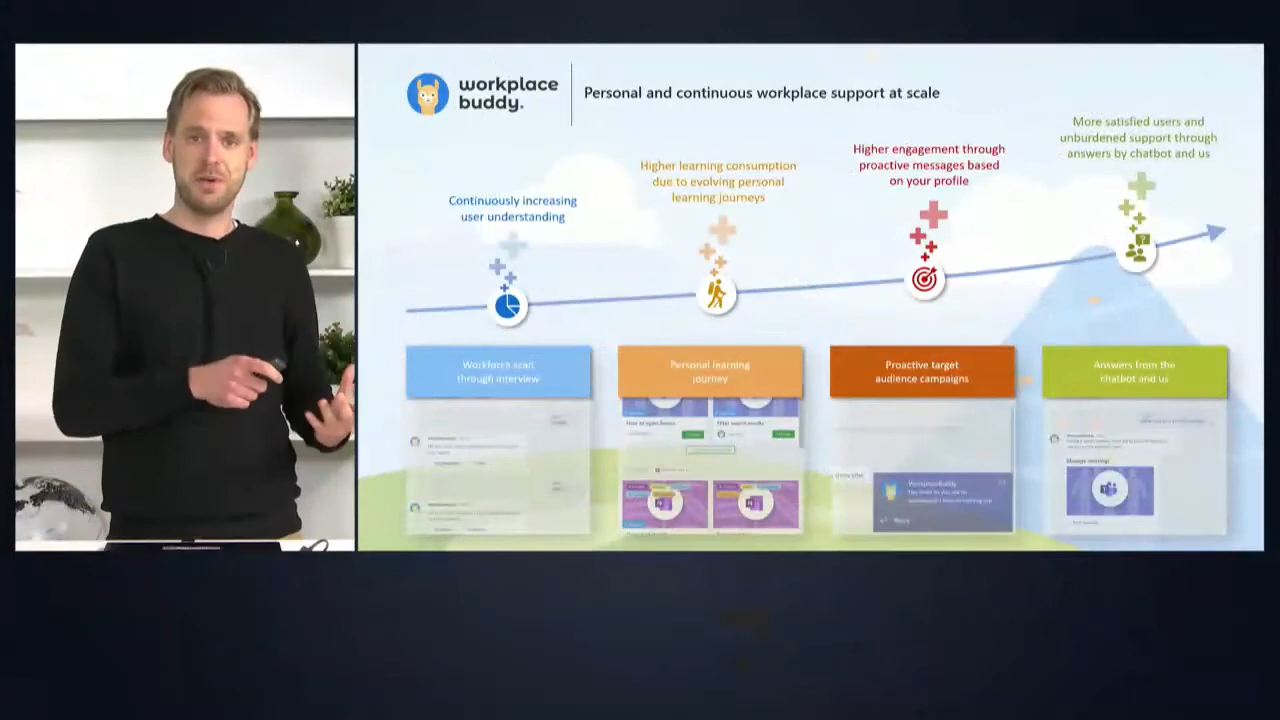 workplace
buddy.
Personal and continuous workplace support at scale
More satisfied users and
unburdened support through
answers by chatbot and us
Higher engagement through
proactive messages based
on your profile
Higher learning consumption
due to evolving personal
learning journeys
Continuously increasing
user understanding
Workforce scan
through interview
Personal learning
journey
Proactive target
audience campaigns
Answers from the
chatbot and us
Manage meetings